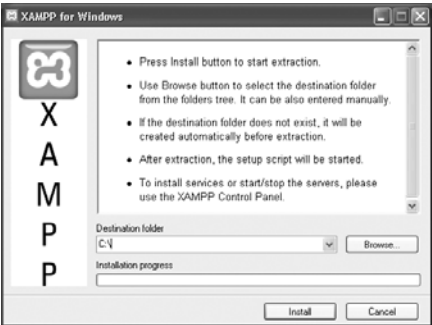 XAMPP for Windows
X
A
M
P
P
• Press Install button to start extraction.
• Use Browse button to select the destination folder
from the folders tree. It can be also entered manually.
• If the destination folder does not exist, it will be
created automatically before extraction.
• After extraction, the setup script will be started.
• To install services or start/stop the servers, please
use the XAMPP Control Panel.
Destination folder
C:\
Browse...
Installation progress
Install
Cancel